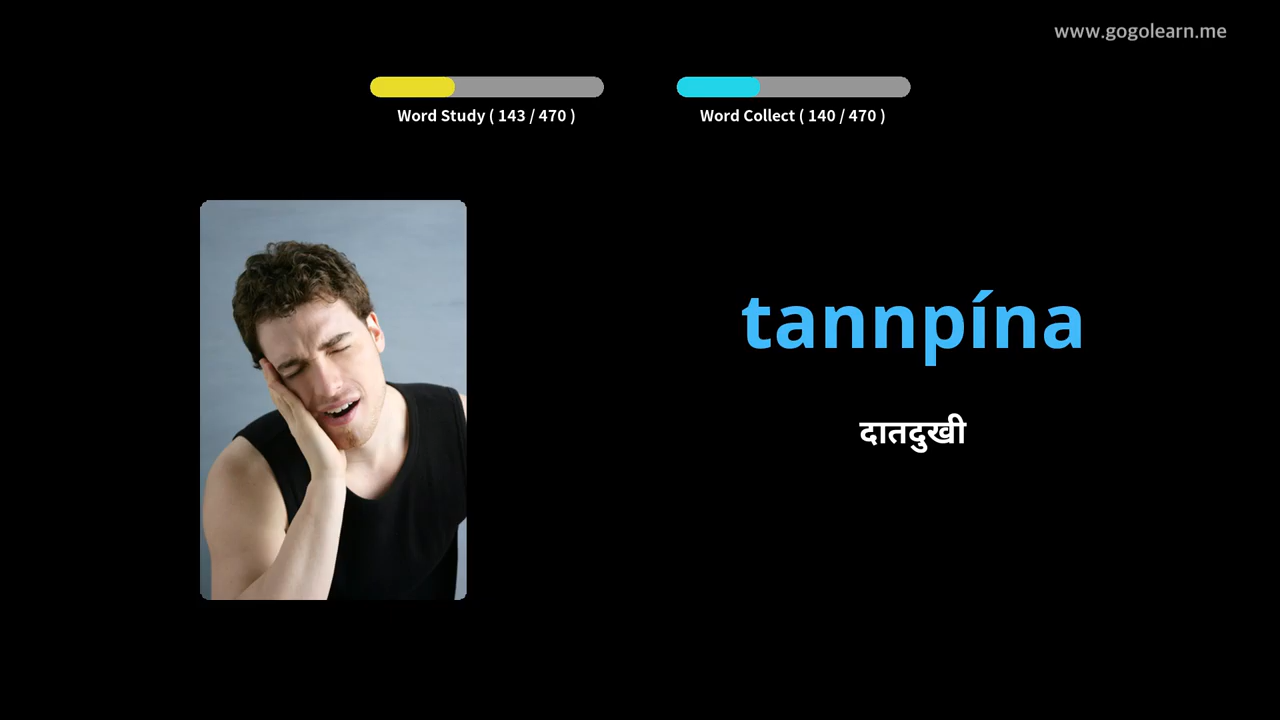 www.gogolearn.me
Word Study ( 143 / 470 )
Word Collect ( 140 / 470 )
tannpína
दातदुखी